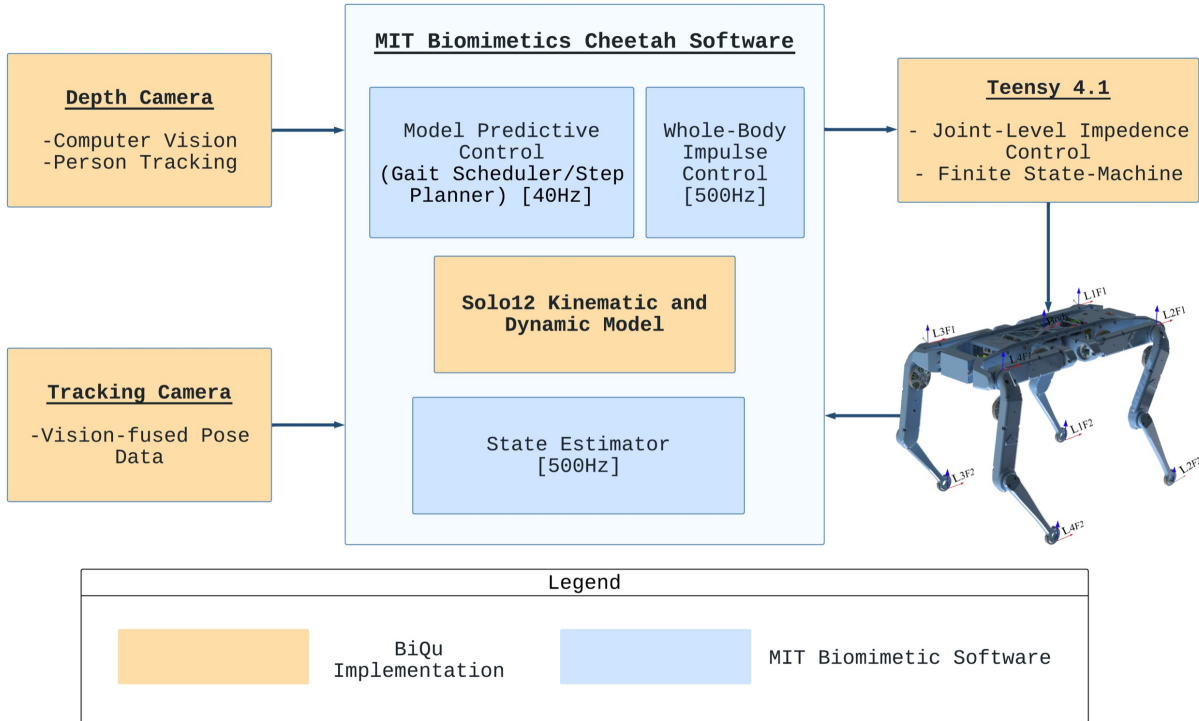 MIT Biomimetics Cheetah Software
Depth Camera
-Computer Vision
-Person Tracking
Model Predictive
Control
(Gait Scheduler/Step
Planner) [40Hz]
Whole-Body
Impulse
Control
[500Hz]
Teensy 4.1
- Joint-Level Impedence
Control
- Finite State-Machine
Solo12 Kinematic and
Dynamic Model
Tracking Camera
-Vision-fused Pose
Data
State Estimator
[500Hz]
L1F1
L2F1
L3F1
L4F1
L1F2
L2F2
L3F2
L4F2
Legend
BiQu
Implementation
MIT Biomimetic Software